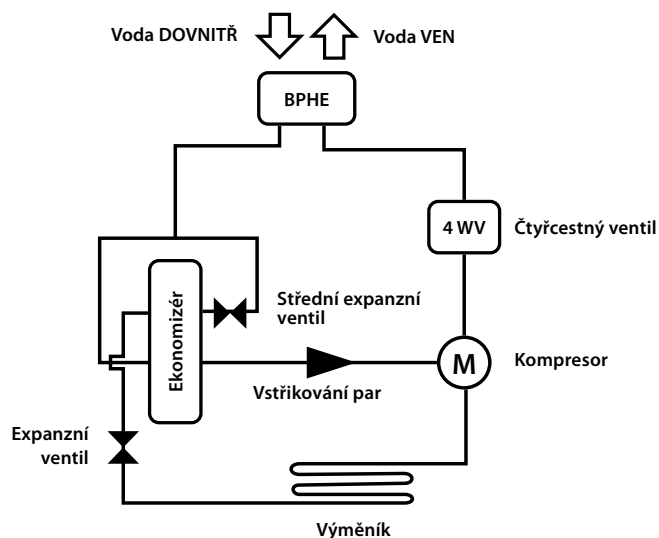 Voda DOVNITŘ
Voda VEN
BPHE
4 WV
Čtyřcestný ventil
Ekonomizér
Střední expanzní
ventil
M
Kompresor
Vstřikování par
Expanzní
ventil
Výměník